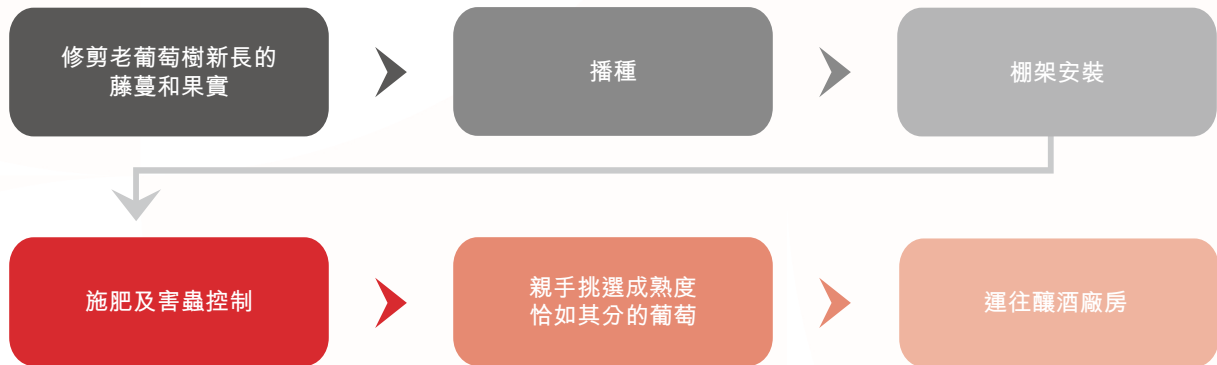 修剪老葡萄樹新長的
藤蔓和果實
播種
棚架安裝
施肥及害蟲控制
親手挑選成熟度
恰如其分的葡萄
運往釀酒廠房